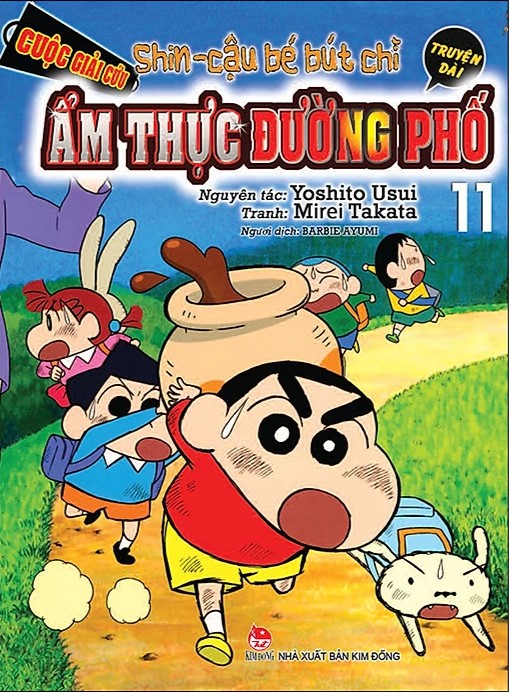 CUỘC GIẢI CỨU
Shin-cậu bé bút chì
TRUYỆN DÀI
ẨM THỰC ĐƯỜNG PHỐ
Nguyên tác: Yoshito Usui
Tranh: Mirei Takata
Người dịch: BARBIE AYUMI
11
KIM ĐỒNG
NHÀ XUẤT BẢN KIM ĐỒNG